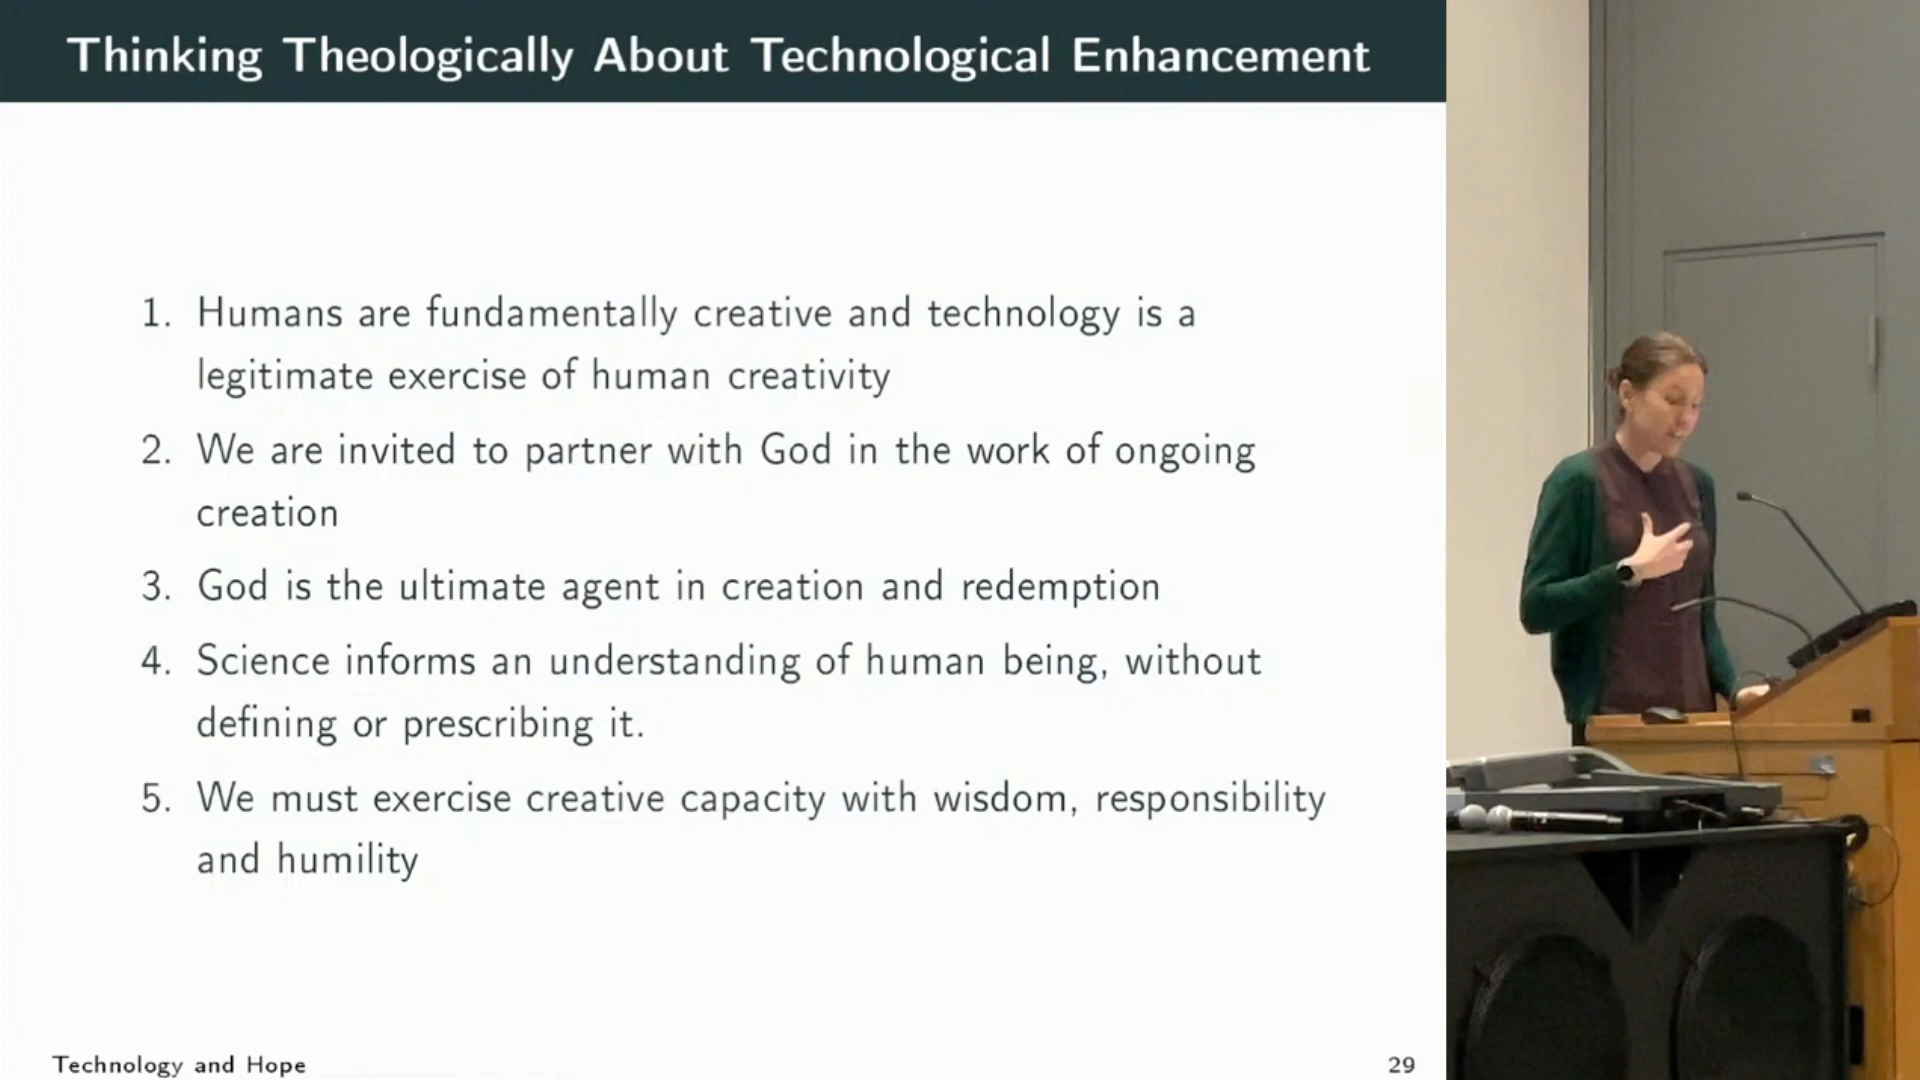 Thinking Theologically About Technological Enhancement
1. Humans are fundamentally creative and technology is a
legitimate exercise of human creativity
2. We are invited to partner with God in the work of ongoing
creation
3. God is the ultimate agent in creation and redemption
4. Science informs an understanding of human being, without
defining or prescribing it.
5. We must exercise creative capacity with wisdom, responsibility
and humility
Technology and Hope
29